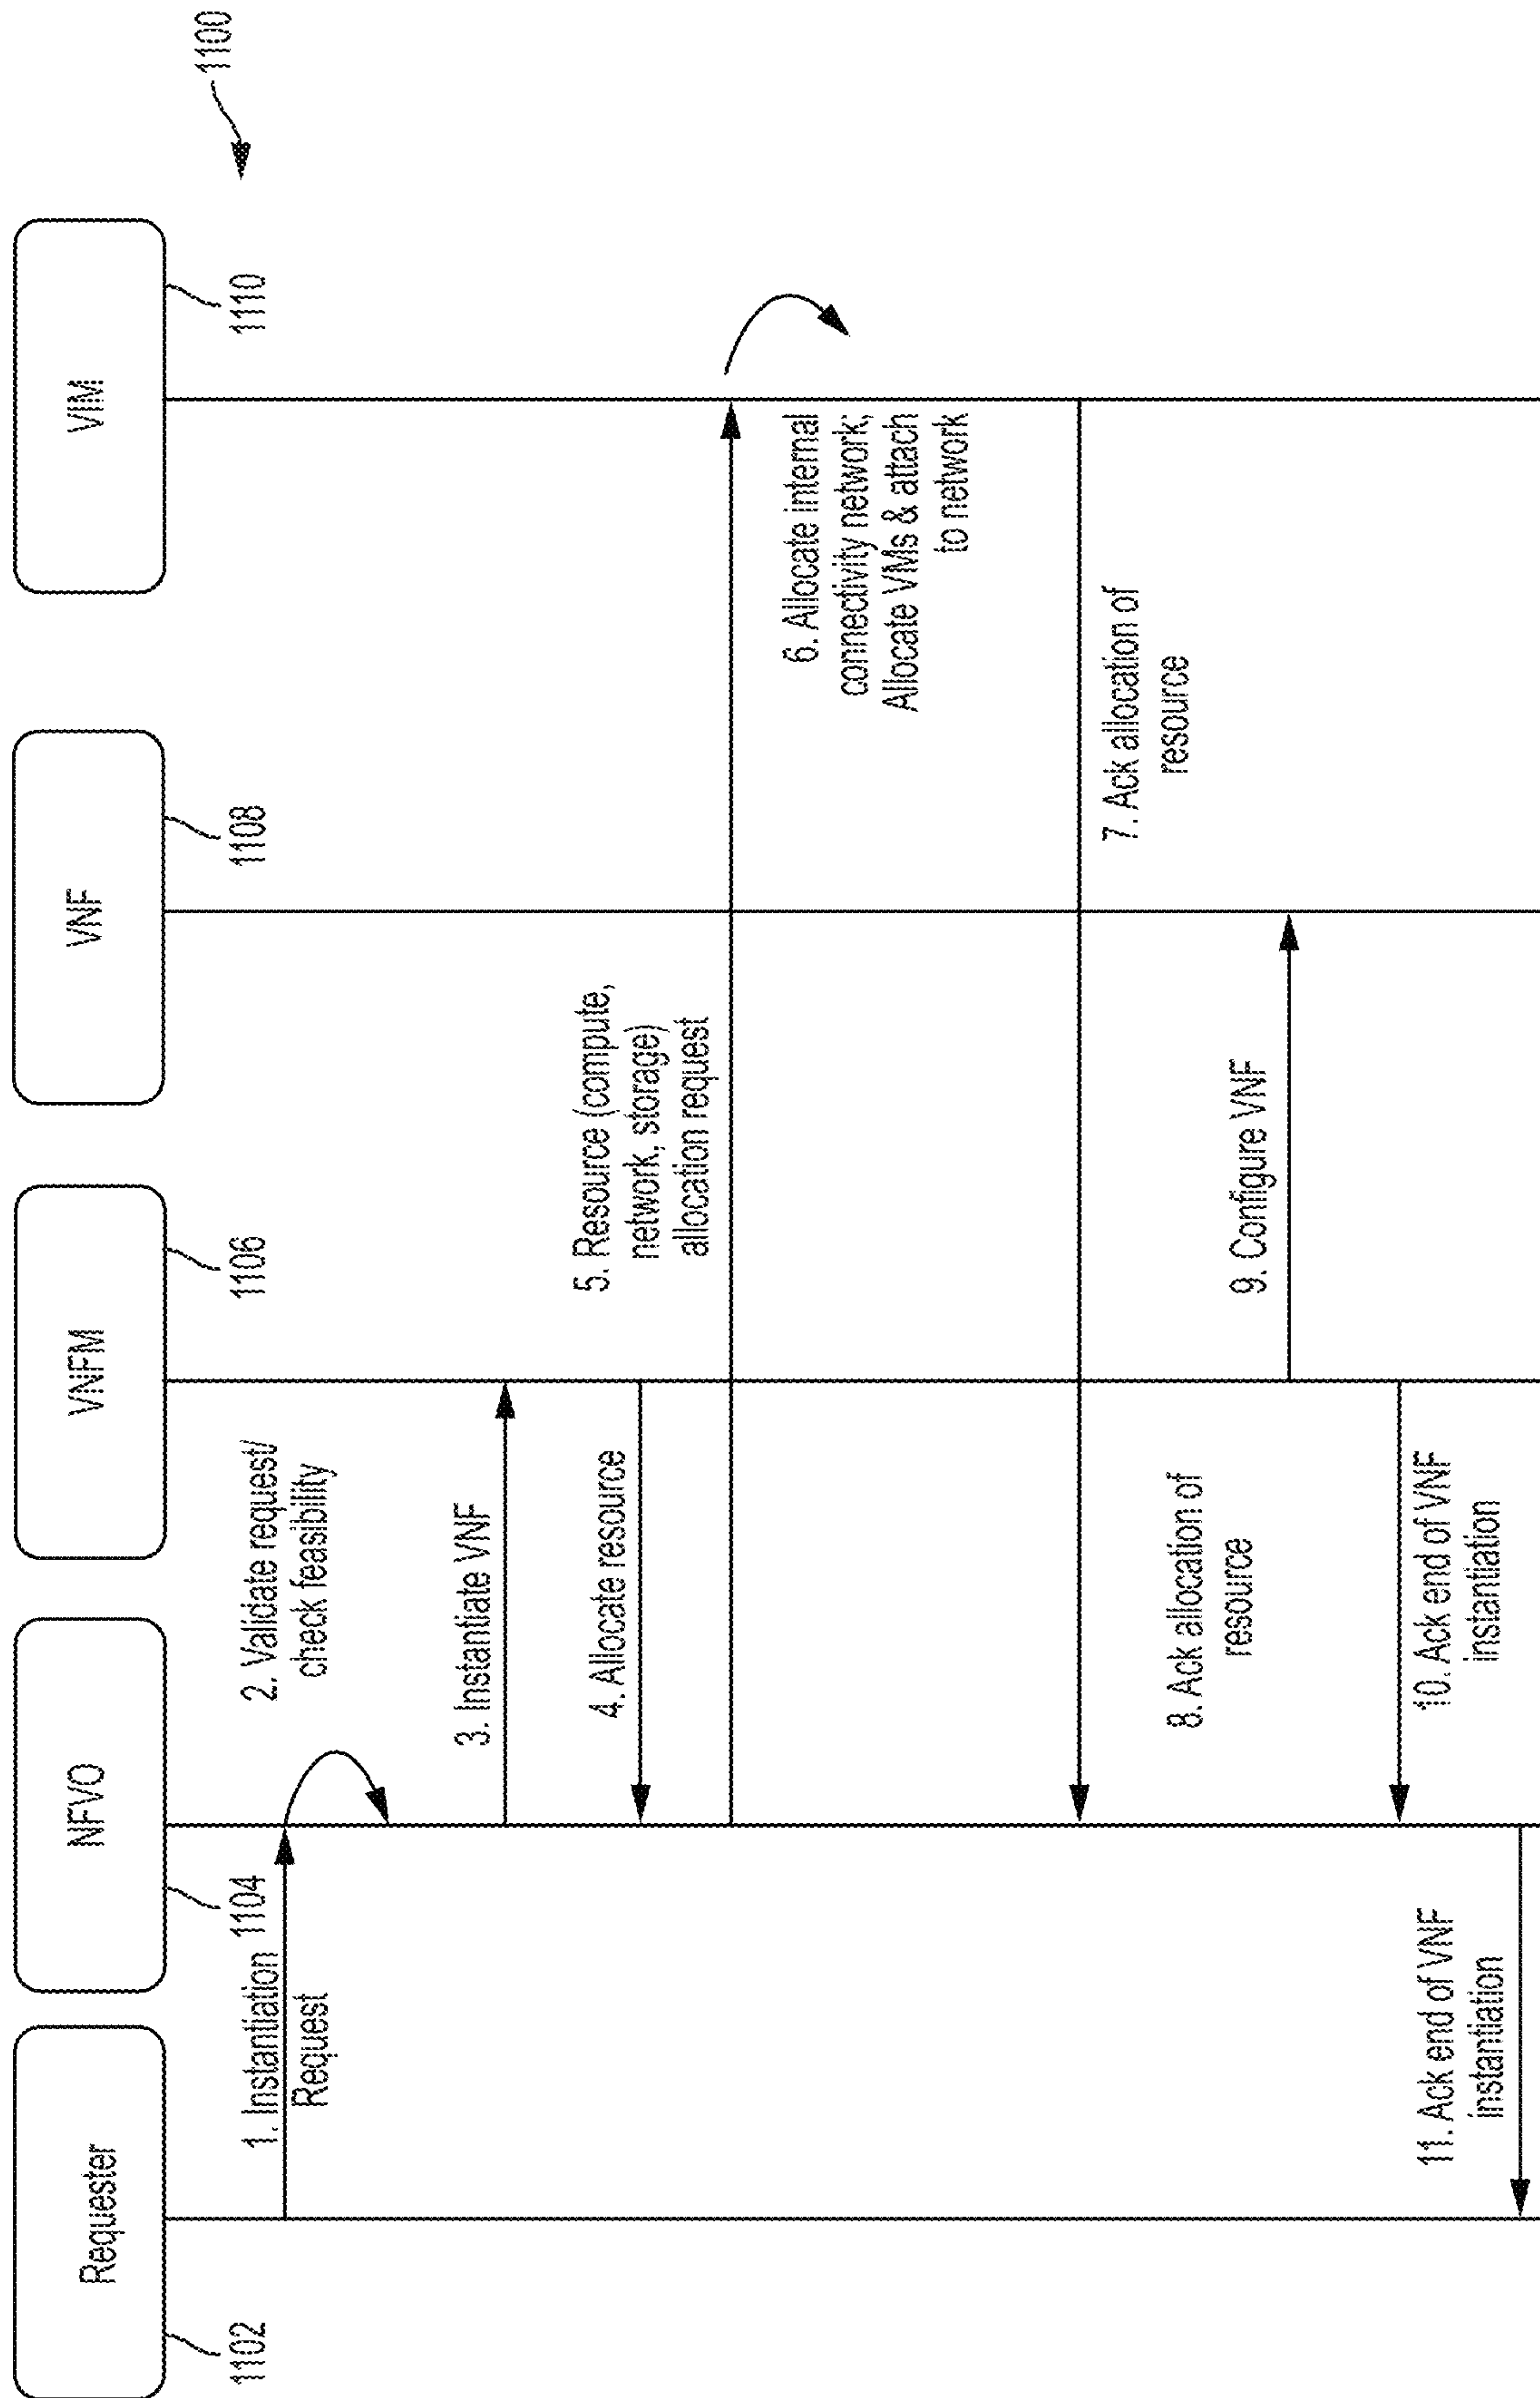 1100
Requester
NFVO
VNFM
VNF
VIM
1102
1104
1106
1108
1110
1. Instantiation
Request
2. Validate request/
check feasibility
3. Instantiate VNF
4. Allocate resource
5. Resource (compute,
network, storage)
allocation request
6. Allocate internal
connectivity network;
Allocate VMs & attach
to network
7. Ack allocation of
resource
8. Ack allocation of
resource
9. Configure VNF
10. Ack end of VNF
instantiation
11. Ack end of VNF
instantiation